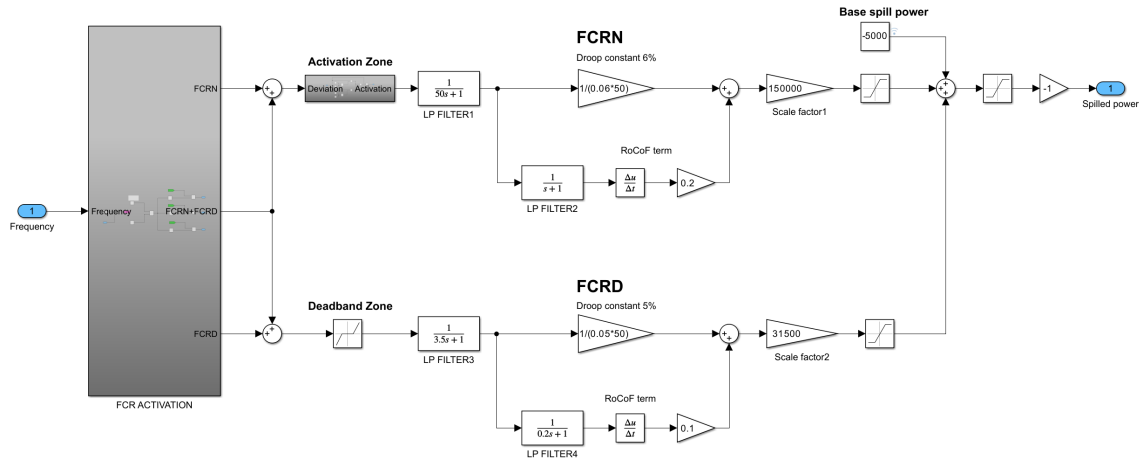 Base spill power
-5000
FCRN
Droop constant 6%
Activation Zone
FCRN
+
+
Deviation
Activation
1
50s + 1
LP FILTER1
1/(0.06*50)
+
+
150000
Scale factor1
+
+
+
-1
1
Spilled power
RoCoF term
1
s + 1
LP FILTER2
Δu
Δt
0.2
1
Frequency
Frequency
FCRN+FCRD
FCRD
Droop constant 5%
Deadband Zone
FCRD
+
+
1
3.5s + 1
LP FILTER3
1/(0.05*50)
+
+
31500
Scale factor2
RoCoF term
1
0.2s + 1
LP FILTER4
Δu
Δt
0.1
FCR ACTIVATION